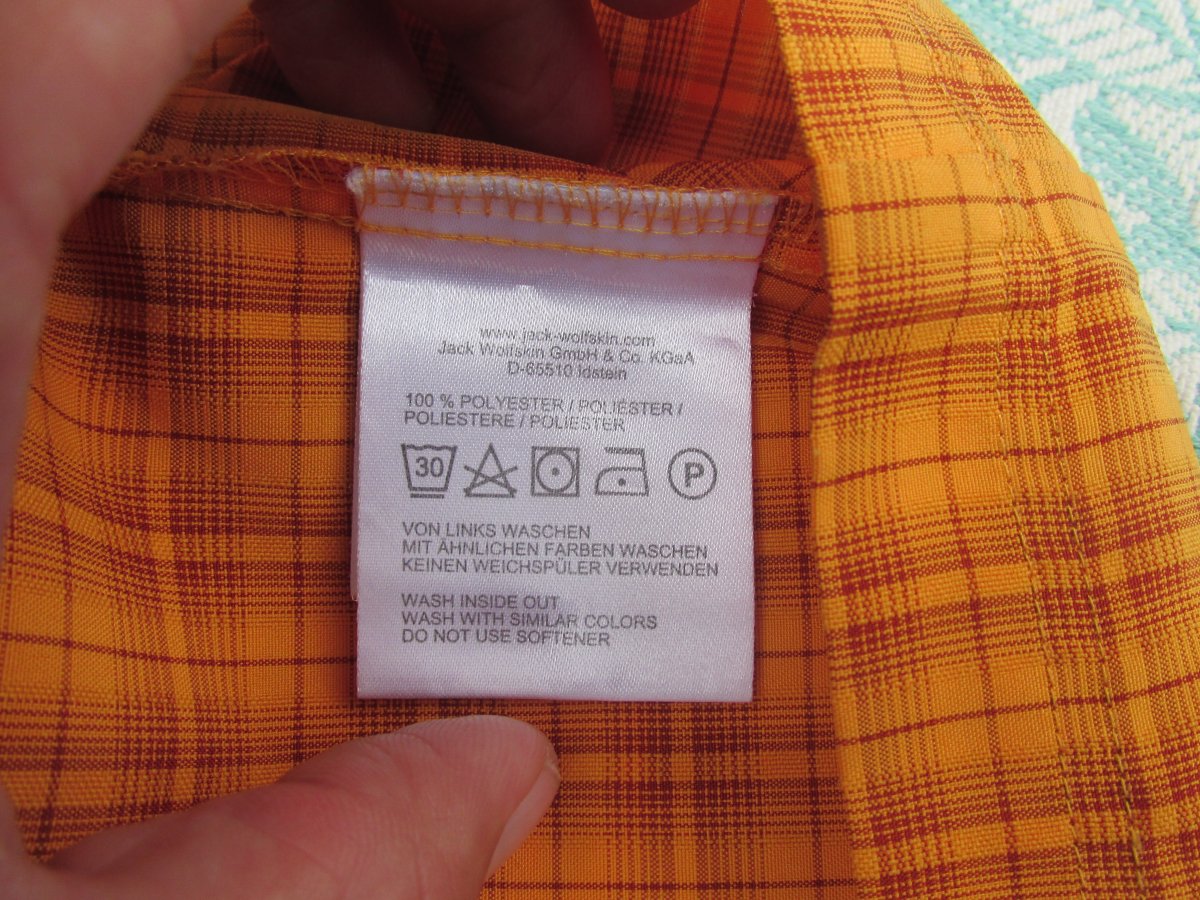 www.jack-wolfskin.com
Jack Wolfskin GmbH & Co. KGaA
D-65510 Idstein
100 % POLYESTER / POLIÉSTER /
POLIESTERE / POLIESTER
30 P
VON LINKS WASCHEN
MIT ÄHNLICHEN FARBEN WASCHEN
KEINEN WEICHSPÜLER VERWENDEN
WASH INSIDE OUT
WASH WITH SIMILAR COLORS
DO NOT USE SOFTENER